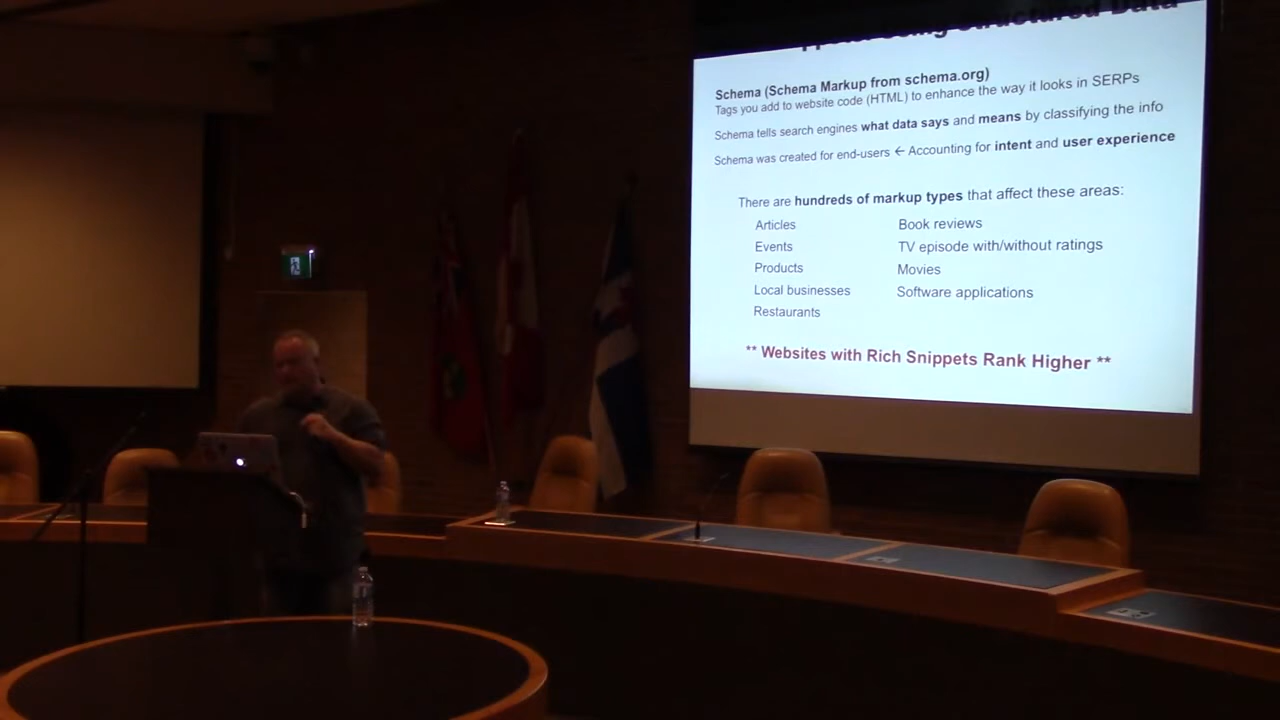 Using Structured Data
Schema (Schema Markup from schema.org)
Tags you add to website code (HTML) to enhance the way it looks in SERPs
Schema tells search engines what data says and means by classifying the info
Schema was created for end-users ← Accounting for intent and user experience
There are hundreds of markup types that affect these areas:
Articles
Events
Products
Local businesses
Restaurants
Book reviews
TV episode with/without ratings
Movies
Software applications
** Websites with Rich Snippets Rank Higher **